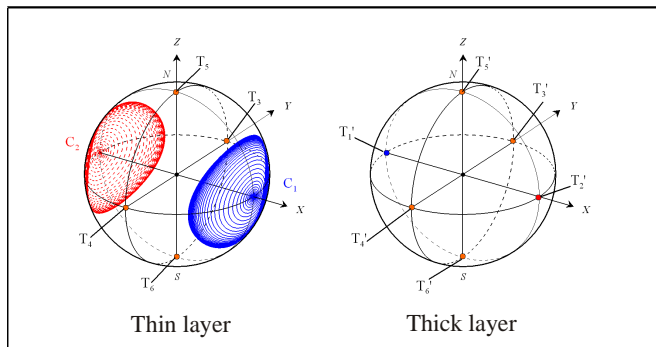 Z
T5
N
T3
Y
C2
C1
X
T4
T6
S
Thin layer
Z
T5'
N
T3'
Y
T1'
T2'
X
T4'
T6'
S
Thick layer